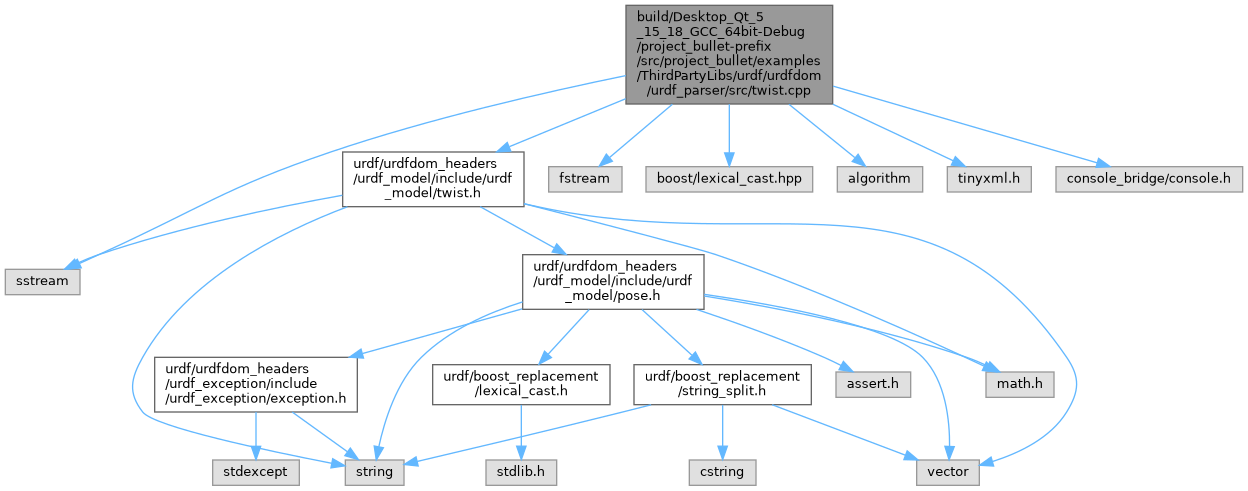 build/Desktop_Qt_5
_15_18_GCC_64bit-Debug
/project_bullet-prefix
/src/project_bullet/examples
/ThirdPartyLibs/urdf/urdfdom
/urdf_parser/src/twist.cpp
urdf/urdfdom_headers
/urdf_model/include/urdf
_model/twist.h
fstream
boost/lexical_cast.hpp
algorithm
tinyxml.h
console_bridge/console.h
sstream
urdf/urdfdom_headers
/urdf_model/include/urdf
_model/pose.h
urdf/urdfdom_headers
/urdf_exception/include
/urdf_exception/exception.h
urdf/boost_replacement
/lexical_cast.h
urdf/boost_replacement
/string_split.h
assert.h
math.h
stdexcept
string
stdlib.h
cstring
vector